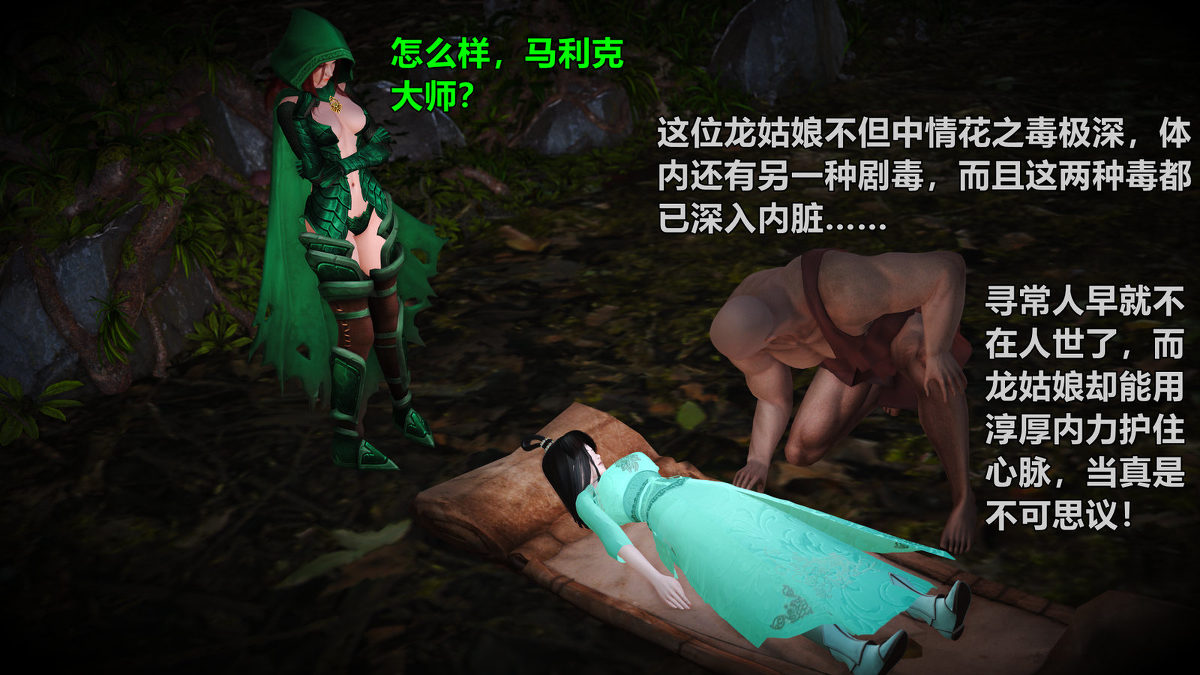 怎么样，马利克
大师？
这位龙姑娘不但中情花之毒极深，体
内还有另一种剧毒，而且这两种毒都
已深入内脏……
寻常人早就不
在人世了，而
龙姑娘却能用
淳厚内力护住
心脉，当真是
不可思议！